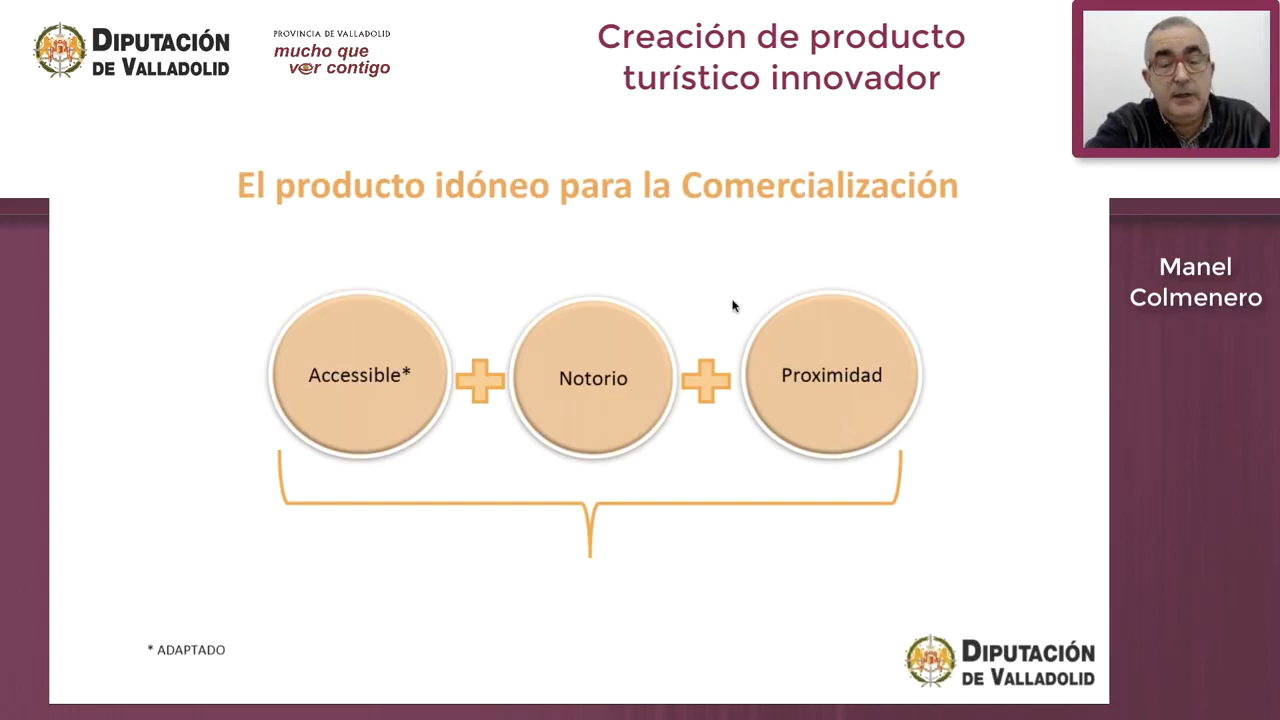 DIPUTACIÓN
DE VALLADOLID
PROVINCIA DE VALLADOLID
mucho que
ver contigo
Creación de producto
turístico innovador
El producto idóneo para la Comercialización
Manel
Colmenero
Accessible*
Notorio
Proximidad
* ADAPTADO
DIPUTACIÓN
DE VALLADOLID